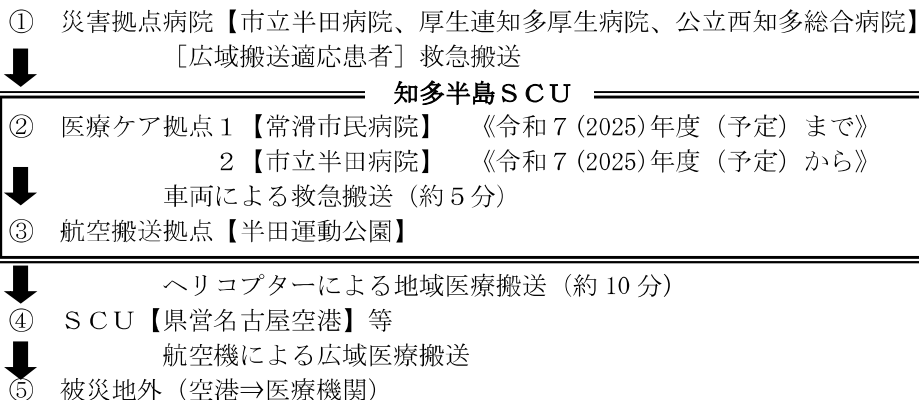 ① 災害拠点病院【市立半田病院、厚生連知多厚生病院、公立西知多総合病院】
［広域搬送適応患者］救急搬送
知多半島ＳＣＵ
② 医療ケア拠点１【常滑市民病院】 《令和７(2025)年度（予定）まで》
２【市立半田病院】 《令和７(2025)年度（予定）から》
車両による救急搬送（約５分）
③ 航空搬送拠点【半田運動公園】
ヘリコプターによる地域医療搬送（約 10 分）
④ ＳＣＵ【県営名古屋空港】等
航空機による広域医療搬送
⑤ 被災地外（空港⇒医療機関）